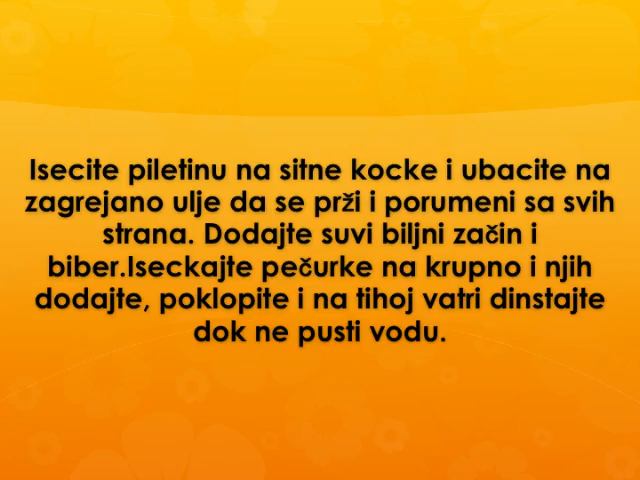 Isecite piletinu na sitne kocke i ubacite na
zagrejano ulje da se prži i porumeni sa svih
strana. Dodajte suvi biljni začin i
biber.Iseckajte pečurke na krupno i njih
dodajte, poklopite i na tihoj vatri dinstajte
dok ne pusti vodu.